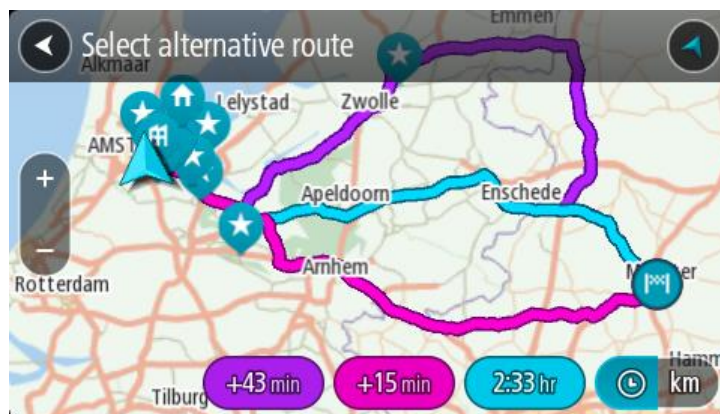 Emmen
Select alternative route
Alkmaar
Lelystad
Zwolle
AMST
+
Apeldoorn
Enschede
−
Arnhem
Rotterdam
+43 min
+15 min
2:33 hr
km
Hamm
Tilburg